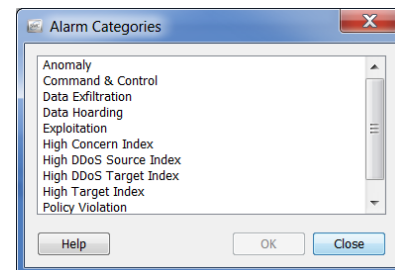 Alarm Categories
Anomaly
Command & Control
Data Exfiltration
Data Hoarding
Exploitation
High Concern Index
High DDoS Source Index
High DDoS Target Index
High Target Index
Policy Violation
Help OK Close